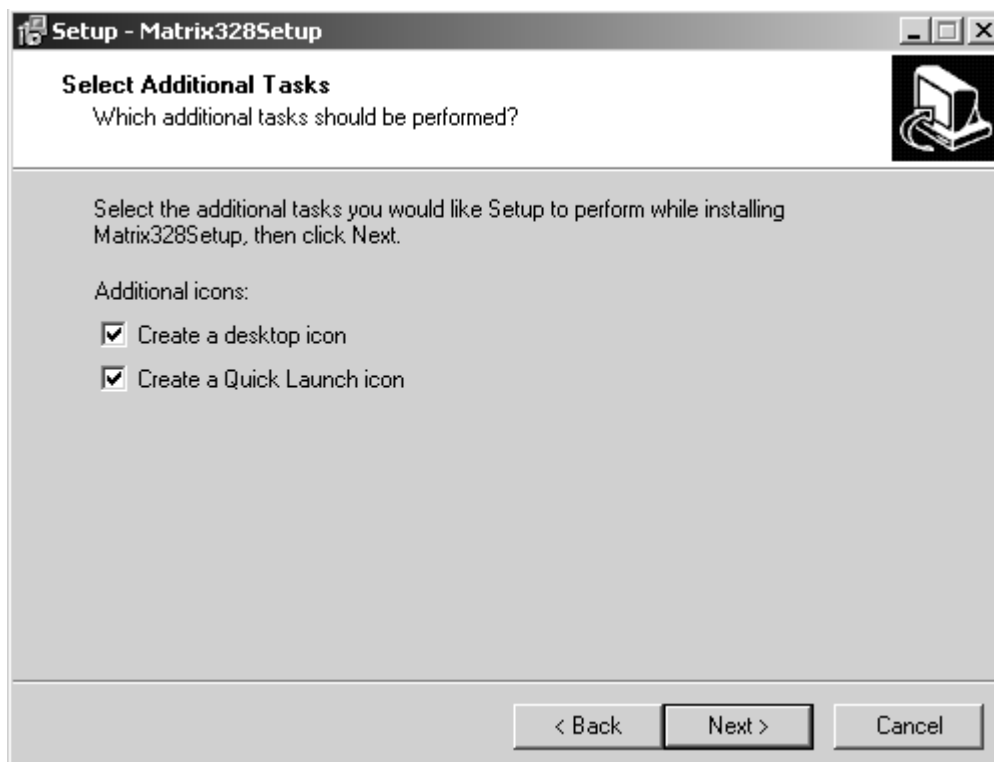 Setup - Matrix328Setup
Select Additional Tasks
Which additional tasks should be performed?
Select the additional tasks you would like Setup to perform while installing
Matrix328Setup, then click Next.
Additional icons:
Create a desktop icon
Create a Quick Launch icon
< Back
Next >
Cancel